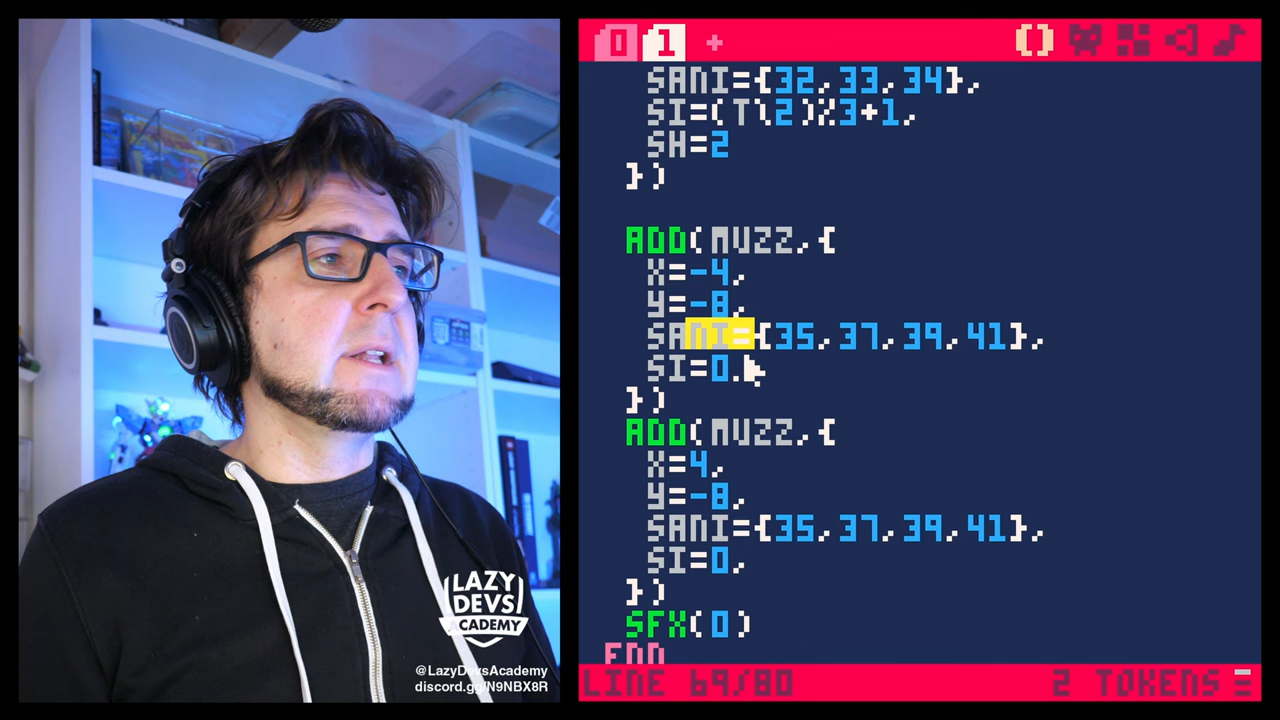 LAZY
DEVS
ACADEMY
@LazyDevsAcademy
discord.gg/N9NBX8R
0 1 +
SANI={32,33,34},
SI=(T\2)%3+1,
SH=2
})
ADD(MUZZ,{
X=-4,
Y=-8,
SANI={35,37,39,41},
SI=0,
})
ADD(MUZZ,{
X=4,
Y=-8,
SANI={35,37,39,41},
SI=0,
})
SFX(0)
END
LINE 69/80
2 TOKENS